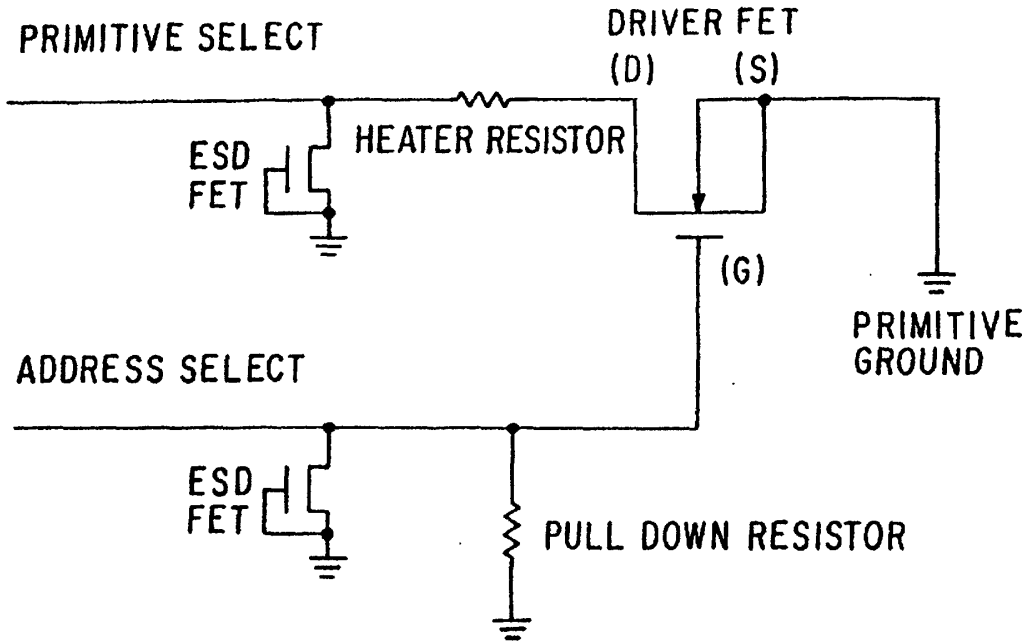 PRIMITIVE SELECT
DRIVER FET
(D) (S)
HEATER RESISTOR
ESD
FET
(G)
PRIMITIVE
GROUND
ADDRESS SELECT
ESD
FET
PULL DOWN RESISTOR